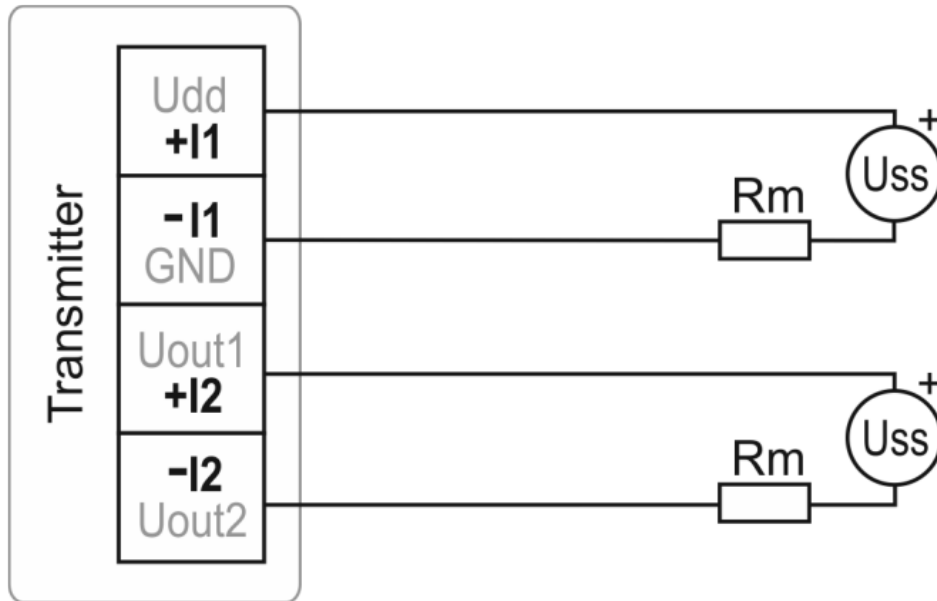 Transmitter
Udd
+I1
-I1
GND
Uout1
+I2
-I2
Uout2
Rm
+
Uss
Rm
+
Uss